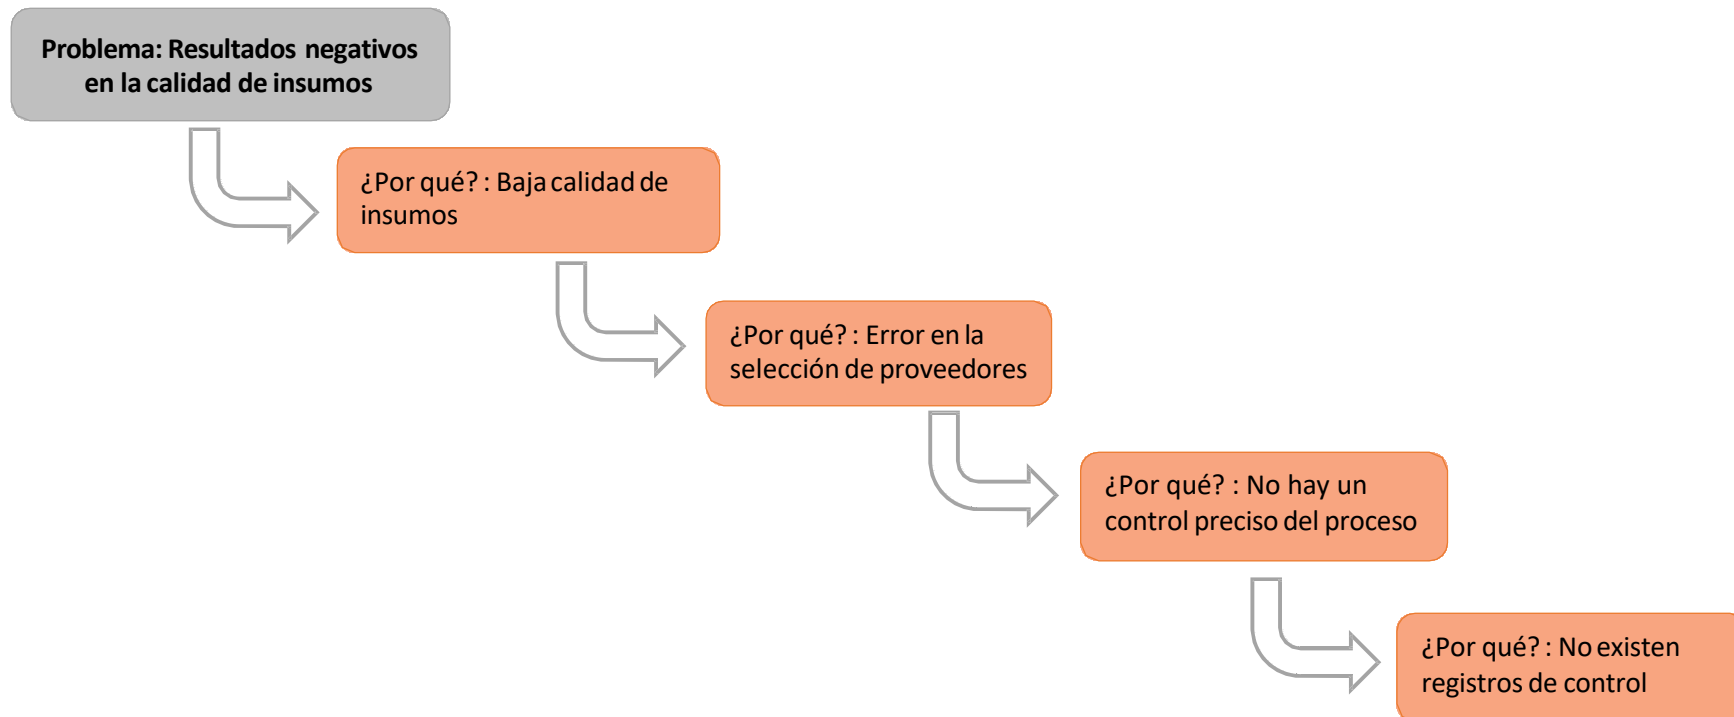 Problema: Resultados negativos
en la calidad de insumos
¿Por qué? : Baja calidad de
insumos
¿Por qué? : Error en la
selección de proveedores
¿Por qué? : No hay un
control preciso del proceso
¿Por qué? : No existen
registros de control